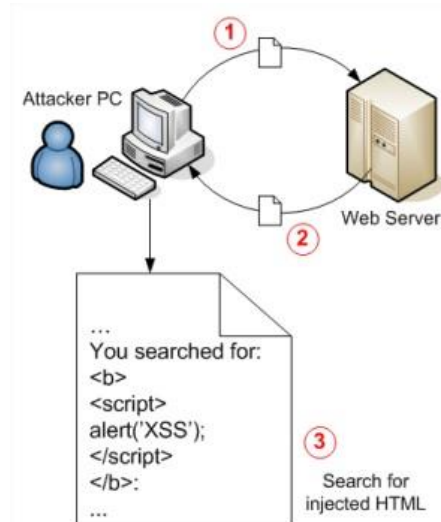 1
Attacker PC
Web Server
2
...
You searched for:
<b>
<script>
alert('XSS');
</script>
</b>:
...
3
Search for
injected HTML